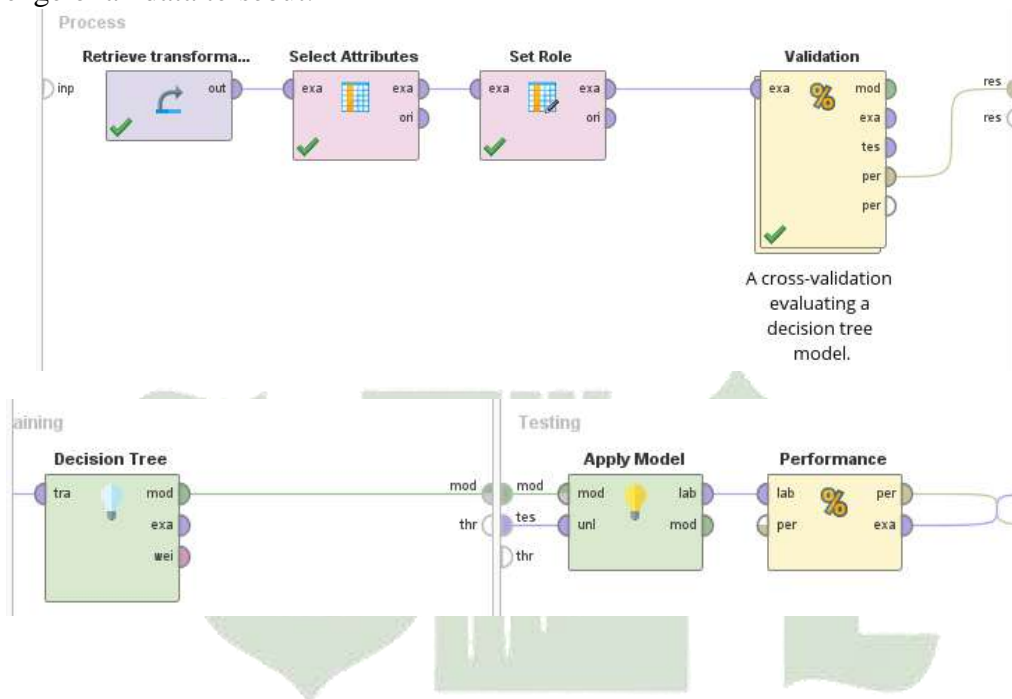 Process
Retrieve transforma... Select Attributes Set Role Validation
inp out exa exa exa exa exa mod res
ori ori exa res
tes
per
per
A cross-validation
evaluating a
decision tree
model.
Testing
Decision Tree Apply Model Performance
tra mod mod mod mod lab lab per
exa thr tes unl mod per exa
wei thr